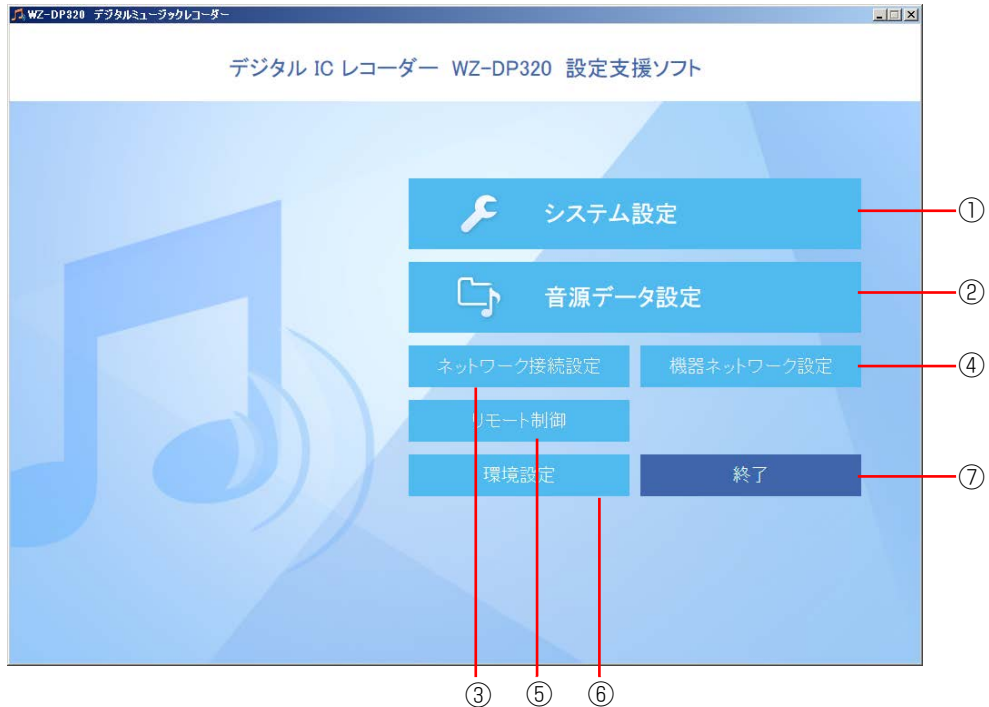 WZ-DP320 デジタルミュージックレコーダー
デジタル IC レコーダー WZ-DP320 設定支援ソフト
システム設定
①
音源データ設定
②
ネットワーク接続設定
機器ネットワーク設定
④
リモート制御
環境設定
終了
⑦
③
⑤
⑥